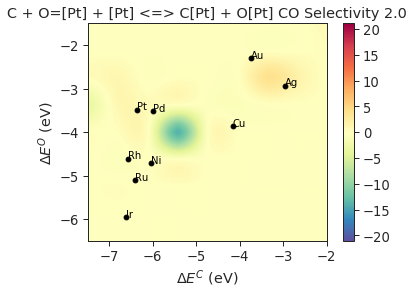 C + O=[Pt] + [Pt] <=> C[Pt] + O[Pt] CO Selectivity 2.0
20
15
10
5
0
−5
−10
−15
−20
−2
−3
−4
−5
−6
ΔE^O (eV)
Au
Ag
Pt
Pd
Cu
Rh
Ni
Ru
Ir
−7
−6
−5
−4
−3
−2
ΔE^C (eV)